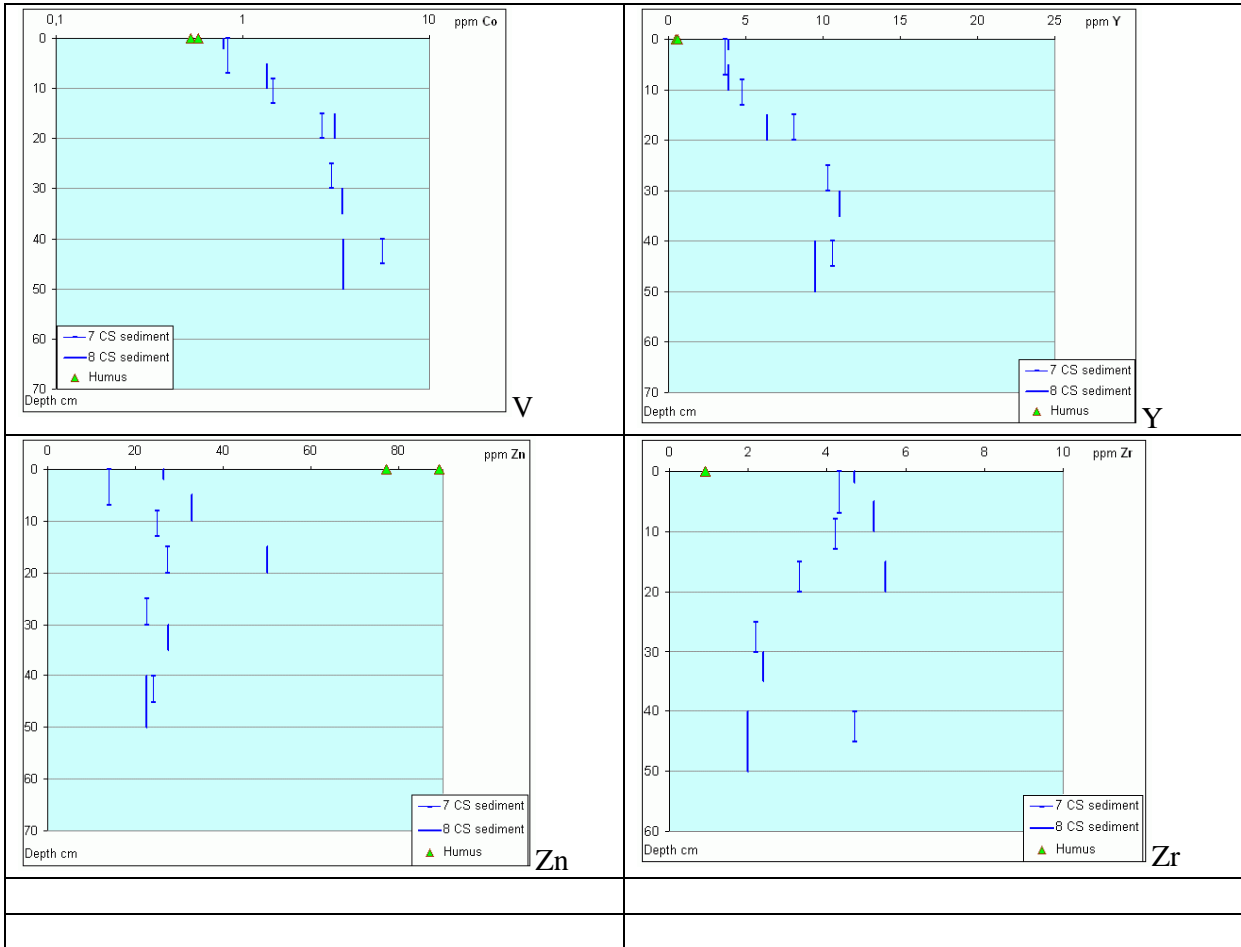 0,1 1 10 ppm Co
0
10
20
30
40
50
60
70
7 CS sediment
8 CS sediment
Humus
Depth cm
V
0 5 10 15 20 25 ppm Y
0
10
20
30
40
50
60
70
7 CS sediment
8 CS sediment
Humus
Depth cm
Y
0 20 40 60 80 ppm Zn
0
10
20
30
40
50
60
70
7 CS sediment
8 CS sediment
Humus
Depth cm
Zn
0 2 4 6 8 10 ppm Zr
0
10
20
30
40
50
60
7 CS sediment
8 CS sediment
Humus
Depth cm
Zr